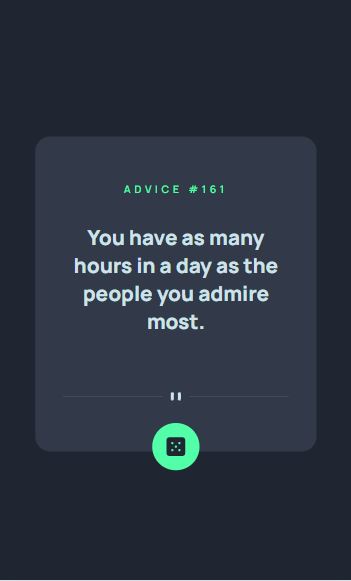 ADVICE #161
You have as many
hours in a day as the
people you admire
most.